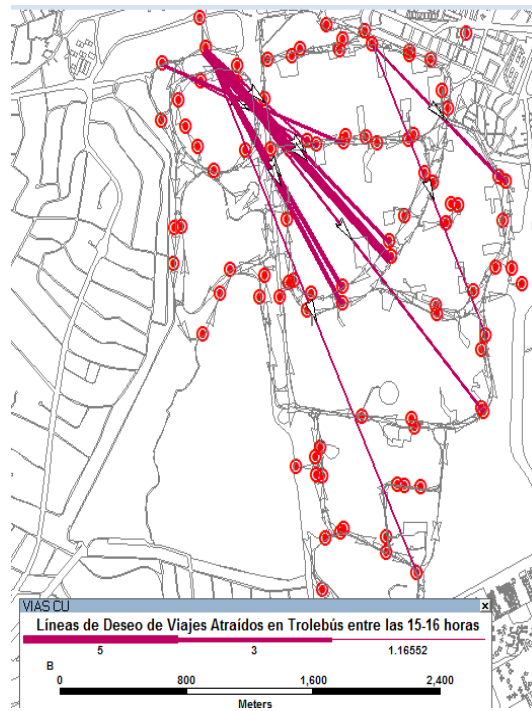 VIAS CU
Líneas de Deseo de Viajes Atraídos en Trolebús entre las 15-16 horas
5 3 1.16552
B
0 800 1,600 2,400
Meters